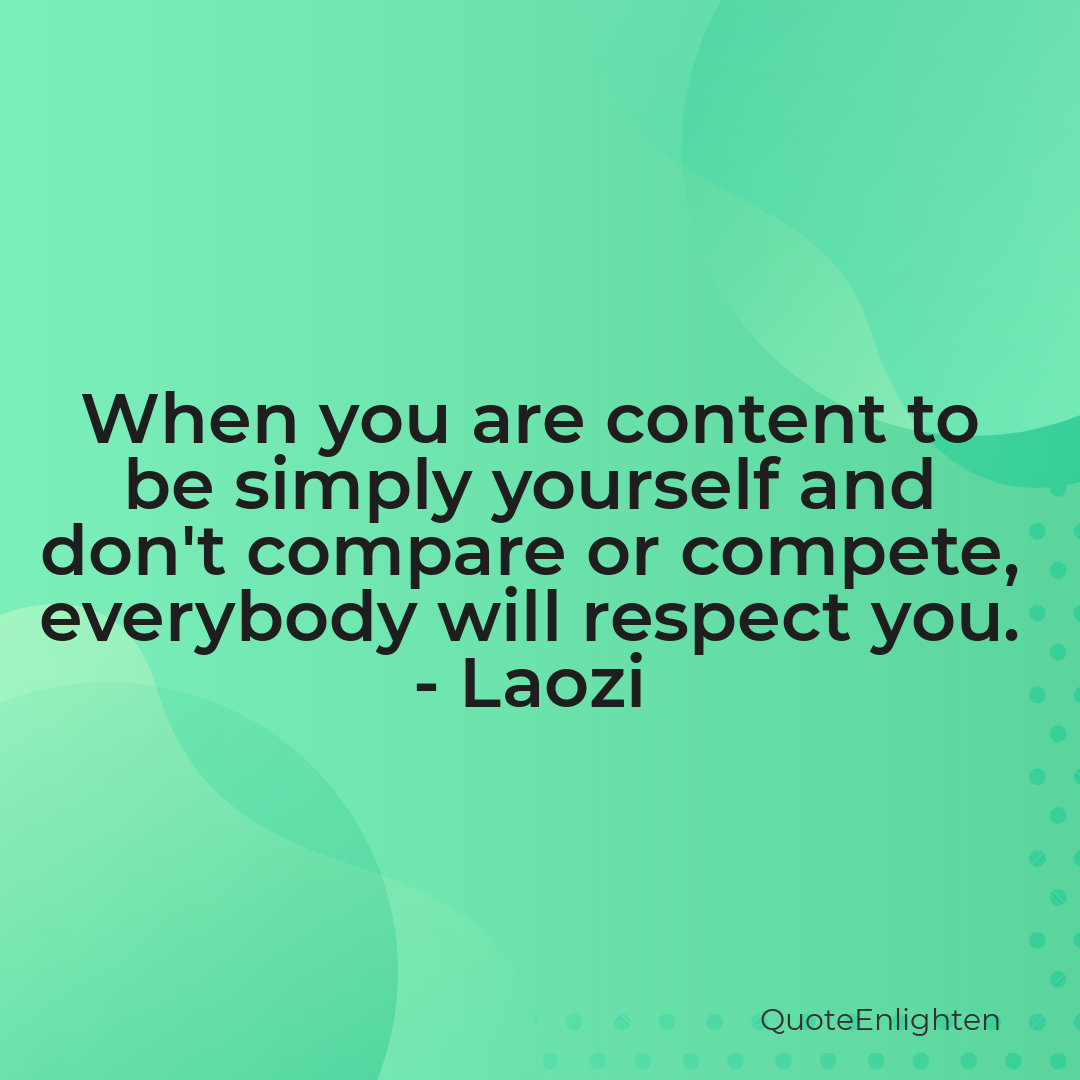 When you are content to
be simply yourself and
don't compare or compete,
everybody will respect you.
- Laozi
QuoteEnlighten